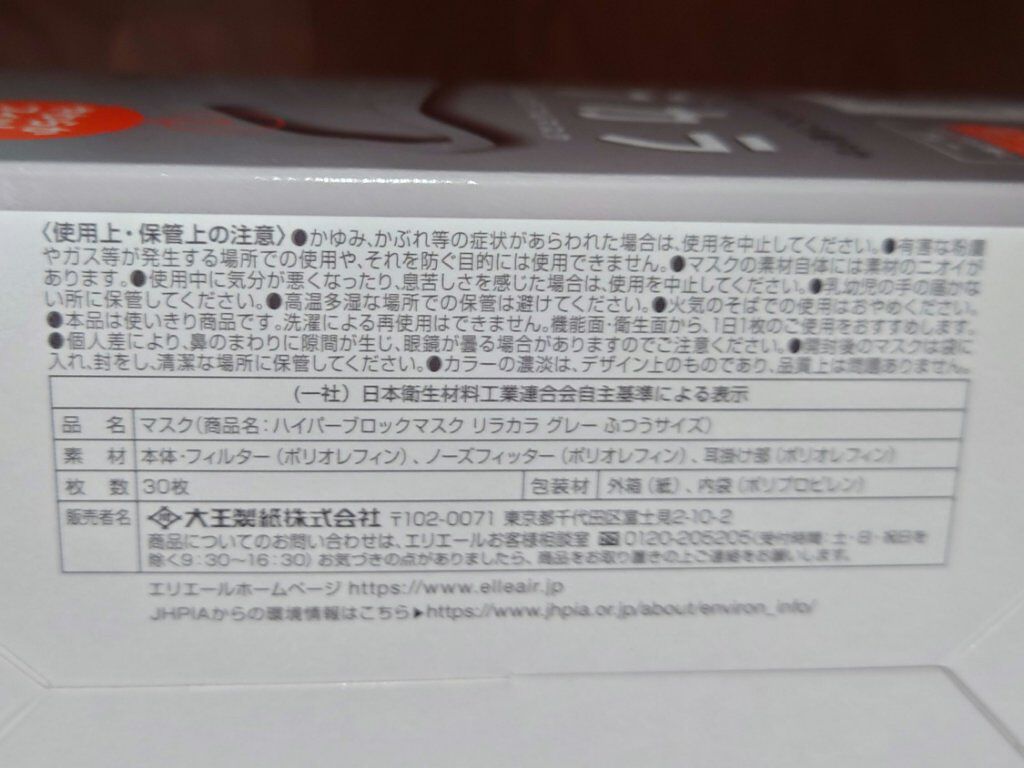 〈使用上・保管上の注意〉●かゆみ、かぶれ等の症状があらわれた場合は、使用を中止してください。●有害な粉塵
やガス等が発生する場所での使用や、それを防ぐ目的には使用できません。●マスクの素材自体には素材のニオイが
あります。●使用中に気分が悪くなったり、息苦しさを感じた場合は、使用を中止してください。●乳幼児の手の届かな
い所に保管してください。●高温多湿な場所での保管は避けてください。●火気のそばでの使用はおやめください。
●本品は使いきり商品です。洗濯による再使用はできません。機能面・衛生面から、1日1枚のご使用をおすすめします。
●個人差により、鼻のまわりに隙間が生じ、眼鏡が曇る場合がありますのでご注意ください。●開封後のマスクは袋に
入れ、封をし、清潔な場所に保管してください。●カラーの濃淡は、デザイン上のものであり、品質上は問題ありません。
(一社)日本衛生材料工業連合会自主基準による表示
品 名 マスク(商品名:ハイパーブロックマスク リラカラ グレー ふつうサイズ)
素 材 本体・フィルター(ポリオレフィン)、ノーズフィッター(ポリオレフィン)、耳掛け部(ポリオレフィン)
枚 数 30枚 包装材 外箱(紙)、内袋(ポリプロピレン)
販売者名 大王製紙株式会社 〒102-0071 東京都千代田区富士見2-10-2
商品についてのお問い合わせは、エリエールお客様相談室 0120-205205(受付時間:土・日・祝日を
除く9:30~16:30) お気づきの点がありましたら、商品をお取り置きの上ご連絡をお願いします。
エリエールホームページ https://www.elleair.jp
JHPIAからの環境情報はこちら▶https://www.jhpia.or.jp/about/environ_info/